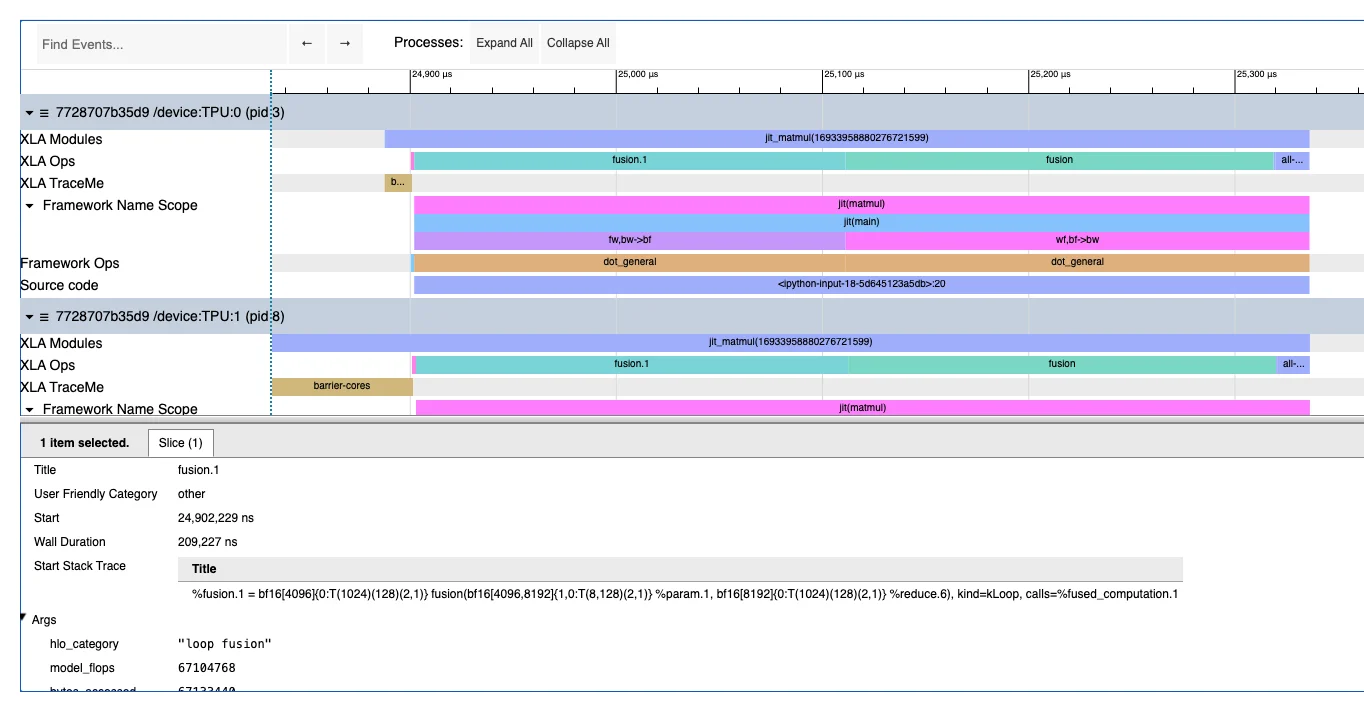 Find Events... ← → Processes: Expand All Collapse All
24,900 µs 25,000 µs 25,100 µs 25,200 µs 25,300 µs
7728707b35d9 /device:TPU:0 (pid 3)
XLA Modules jit_matmul(16933958880276721599)
XLA Ops fusion.1 fusion all-...
XLA TraceMe b...
Framework Name Scope jit(matmul)
jit(main)
fw,bw->bf wf,bf->bw
Framework Ops dot_general dot_general
Source code <ipython-input-18-5d645123a5db>:20
7728707b35d9 /device:TPU:1 (pid 8)
XLA Modules jit_matmul(16933958880276721599)
XLA Ops fusion.1 fusion all-...
XLA TraceMe barrier-cores
Framework Name Scope jit(matmul)
1 item selected. Slice (1)
Title fusion.1
User Friendly Category other
Start 24,902,229 ns
Wall Duration 209,227 ns
Start Stack Trace Title
%fusion.1 = bf16[4096]{0:T(1024)(128)(2,1)} fusion(bf16[4096,8192]{1,0:T(8,128)(2,1)} %param.1, bf16[8192]{0:T(1024)(128)(2,1)} %reduce.6), kind=kLoop, calls=%fused_computation.1
Args
hlo_category "loop fusion"
model_flops 67104768
bytes_accessed 67133440